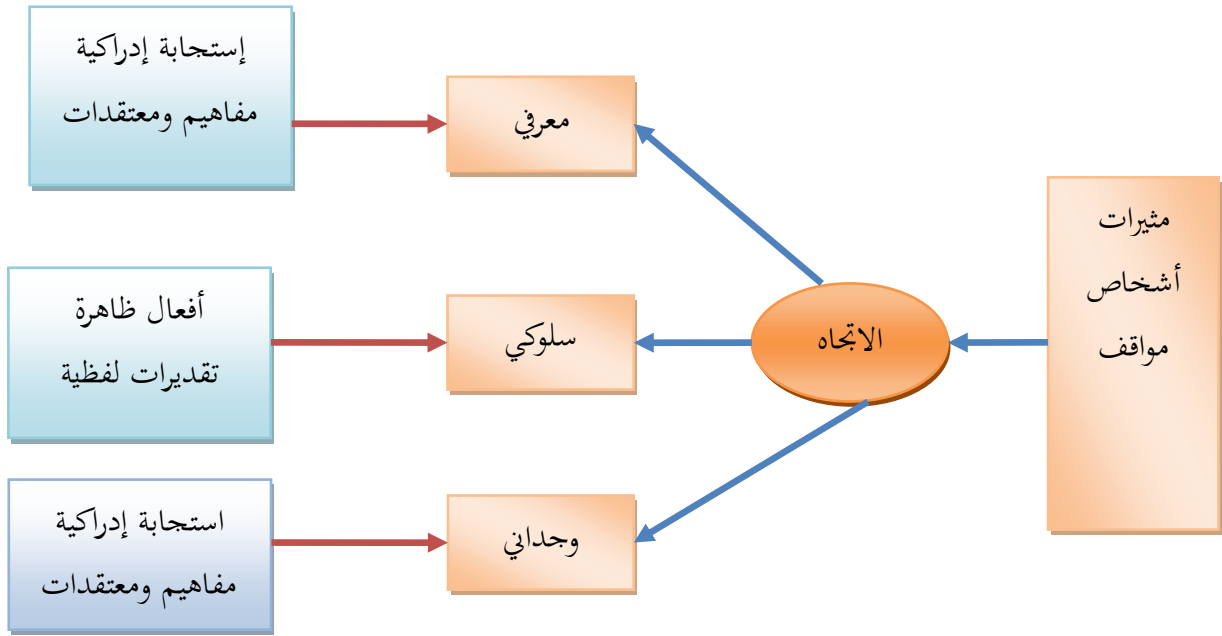 إستجابة إدراكية
مفاهيم ومعتقدات
معرفي
مثيرات
أشخاص
مواقف
أفعال ظاهرة
تقديرات لفظية
سلوكي
الاتجاه
استجابة إدراكية
مفاهيم ومعتقدات
وجداني